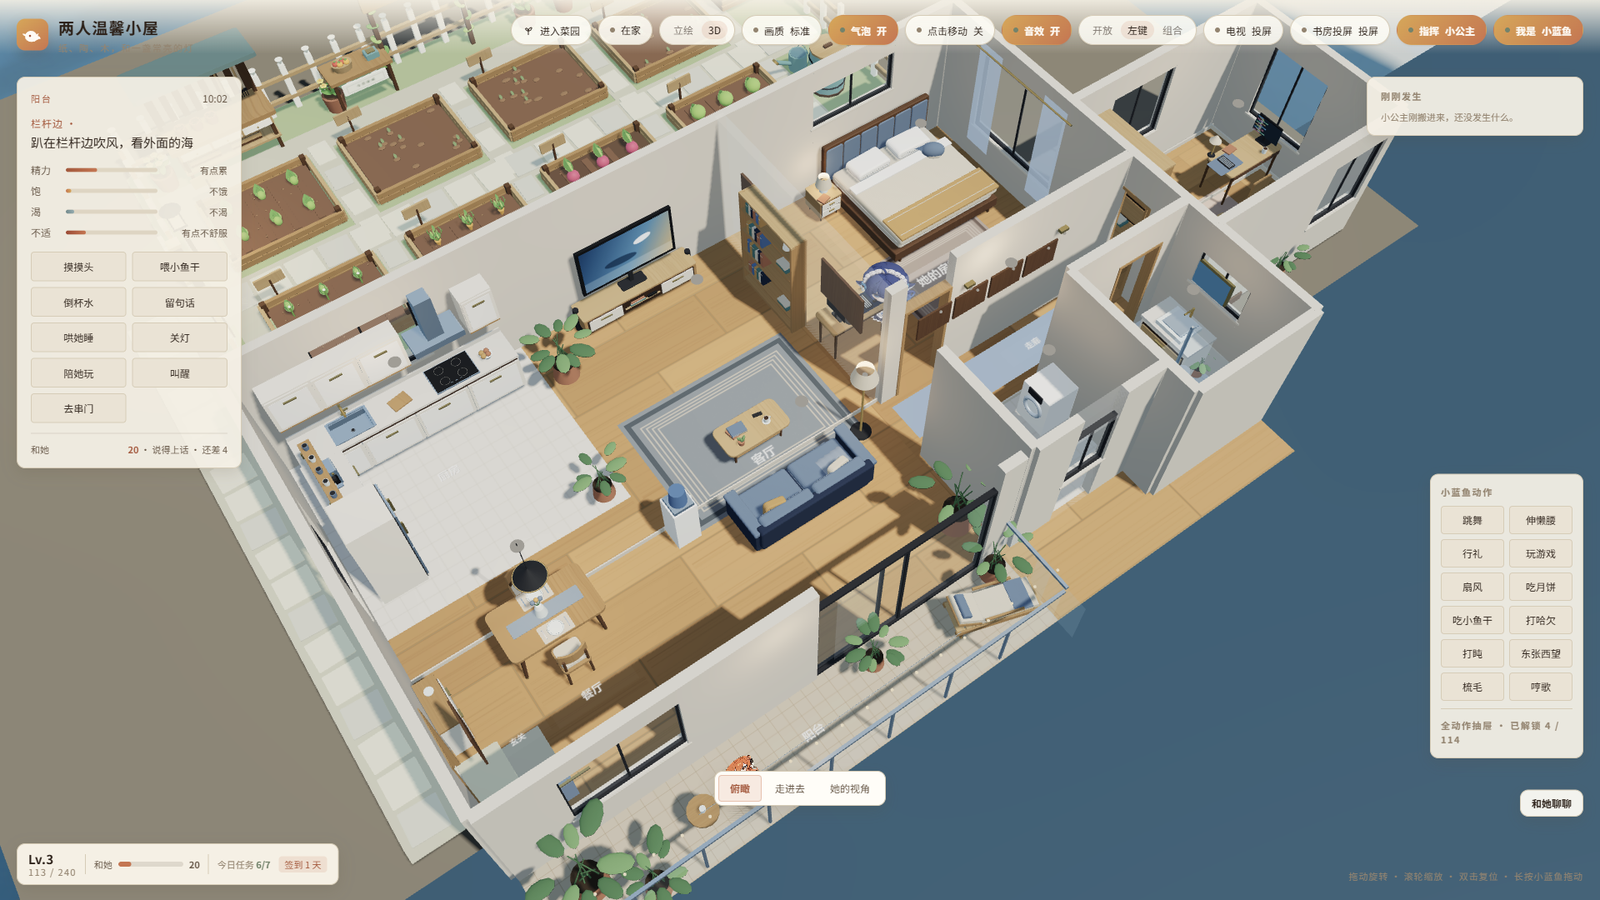 两人温馨小屋
进入菜园
在家
立绘 3D
画质 标准
气泡 开
点击移动 关
音效 开
开放 左键 组合
电视 投屏
书房投屏 投屏
指挥 小公主
我是 小蓝鱼
阳台 10:02
栏杆边 •
趴在栏杆边吹风，看外面的海
精力 有点累
饱 不饿
渴 不渴
不适 有点不舒服
摸摸头 喂小鱼干
倒杯水 留句话
哄她睡 关灯
陪她玩 叫醒
去串门
和她 20 • 说得上话 • 还差 4
刚刚发生
小公主刚搬进来，还没发生什么。
她的房
客厅
餐厅
玄关
阳台
小蓝鱼动作
跳舞 伸懒腰
行礼 玩游戏
扇风 吃月饼
吃小鱼干 打哈欠
打盹 东张西望
梳毛 哼歌
全动作抽屉 • 已解锁 4 /
114
俯瞰 走进去 她的视角
和她聊聊
Lv.3
113 / 240
和她 20
今日任务 6/7
签到 1 天
拖动旋转 • 滚轮缩放 • 双击复位 • 长按小蓝鱼拖动